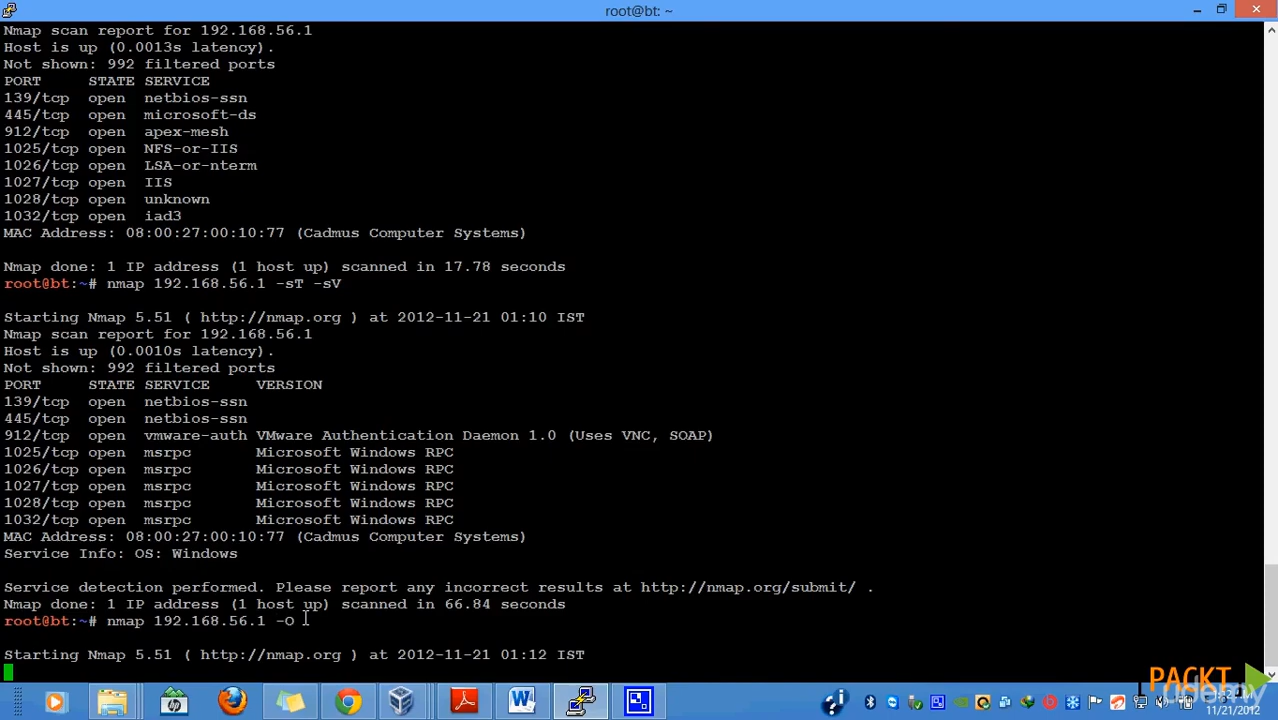 root@bt: ~
Nmap scan report for 192.168.56.1
Host is up (0.0013s latency).
Not shown: 992 filtered ports
PORT     STATE SERVICE
139/tcp  open  netbios-ssn
445/tcp  open  microsoft-ds
912/tcp  open  apex-mesh
1025/tcp open  NFS-or-IIS
1026/tcp open  LSA-or-nterm
1027/tcp open  IIS
1028/tcp open  unknown
1032/tcp open  iad3
MAC Address: 08:00:27:00:10:77 (Cadmus Computer Systems)
Nmap done: 1 IP address (1 host up) scanned in 17.78 seconds
root@bt:~# nmap 192.168.56.1 -sT -sV
Starting Nmap 5.51 ( http://nmap.org ) at 2012-11-21 01:10 IST
Nmap scan report for 192.168.56.1
Host is up (0.0010s latency).
Not shown: 992 filtered ports
PORT     STATE SERVICE     VERSION
139/tcp  open  netbios-ssn
445/tcp  open  netbios-ssn
912/tcp  open  vmware-auth VMware Authentication Daemon 1.0 (Uses VNC, SOAP)
1025/tcp open  msrpc       Microsoft Windows RPC
1026/tcp open  msrpc       Microsoft Windows RPC
1027/tcp open  msrpc       Microsoft Windows RPC
1028/tcp open  msrpc       Microsoft Windows RPC
1032/tcp open  msrpc       Microsoft Windows RPC
MAC Address: 08:00:27:00:10:77 (Cadmus Computer Systems)
Service Info: OS: Windows
Service detection performed. Please report any incorrect results at http://nmap.org/submit/ .
Nmap done: 1 IP address (1 host up) scanned in 66.84 seconds
root@bt:~# nmap 192.168.56.1 -O
Starting Nmap 5.51 ( http://nmap.org ) at 2012-11-21 01:12 IST
PACKT
udemy
11/21/2012